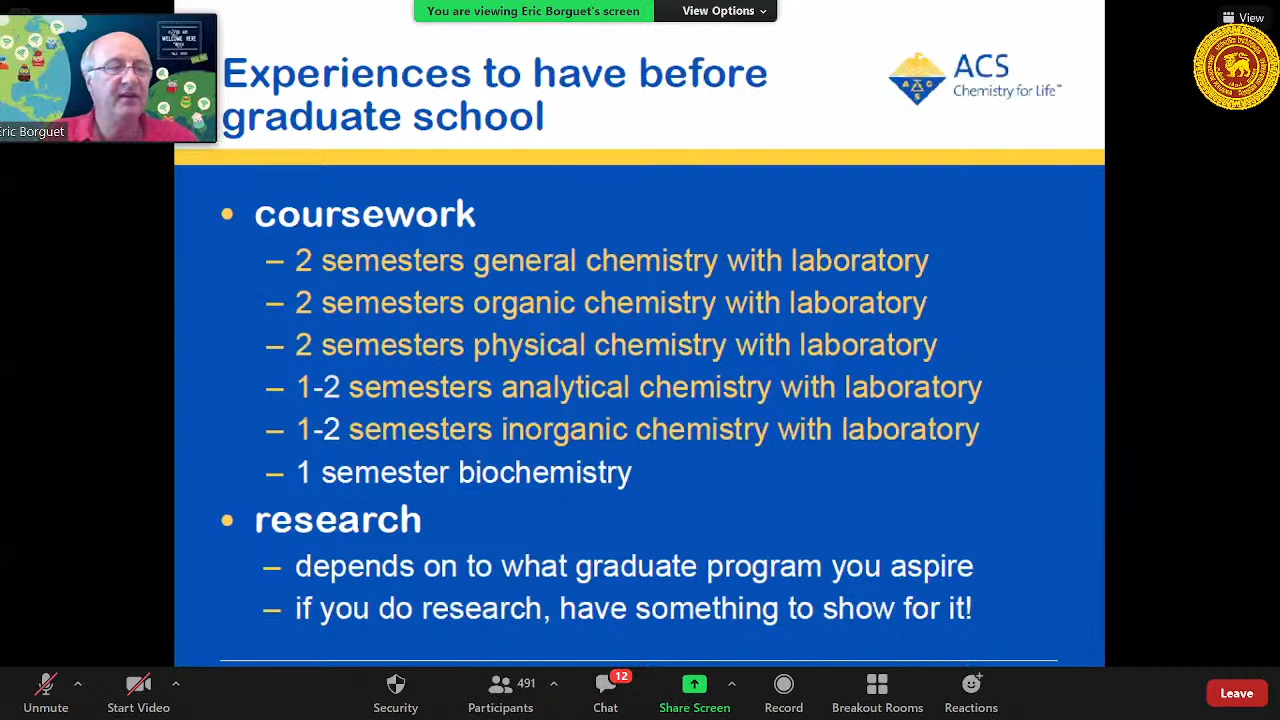 You are viewing Eric Borguet's screen
View Options
View
WELCOME HERE
Eric Borguet
Experiences to have before
graduate school
ACS
Chemistry for Life™
• coursework
– 2 semesters general chemistry with laboratory
– 2 semesters organic chemistry with laboratory
– 2 semesters physical chemistry with laboratory
– 1-2 semesters analytical chemistry with laboratory
– 1-2 semesters inorganic chemistry with laboratory
– 1 semester biochemistry
• research
– depends on to what graduate program you aspire
– if you do research, have something to show for it!
Unmute
Start Video
Security
491
Participants
12
Chat
Share Screen
Record
Breakout Rooms
Reactions
Leave